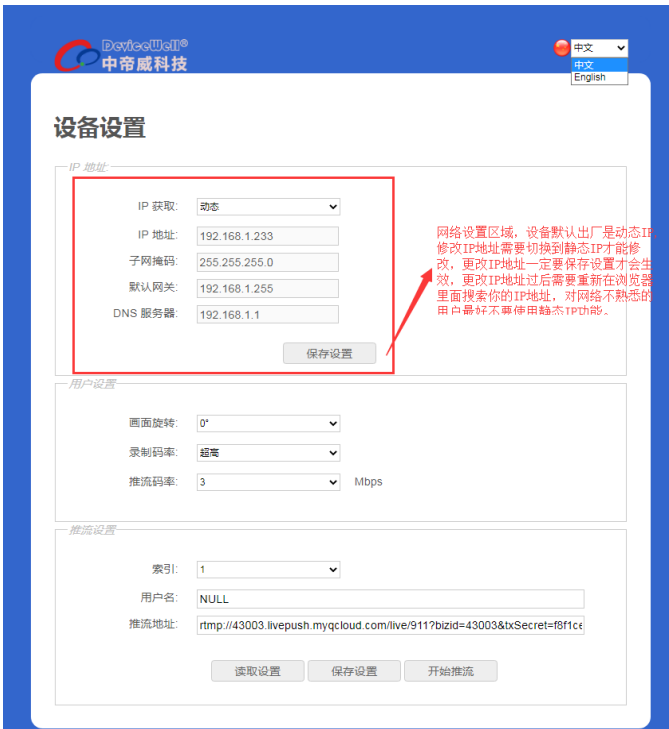 DeviceWell®
中帝威科技
中文
中文
English
设备设置
IP 地址:
IP 获取: 动态
IP 地址: 192.168.1.233
子网掩码: 255.255.255.0
默认网关: 192.168.1.255
DNS 服务器: 192.168.1.1
保存设置
网络设置区域，设备默认出厂是动态IP
修改IP地址需要切换到静态IP才能修
改，更改IP地址一定要保存设置才会生
效，更改IP地址过后需要重新在浏览器
里面搜索你的IP地址，对网络不熟悉的
用户最好不要使用静态IP功能。
用户设置
画面旋转: 0°
录制码率: 超高
推流码率: 3 Mbps
推流设置
索引: 1
用户名: NULL
推流地址: rtmp://43003.livepush.myqcloud.com/live/911?bizid=43003&txSecret=f8f1ce
读取设置 保存设置 开始推流